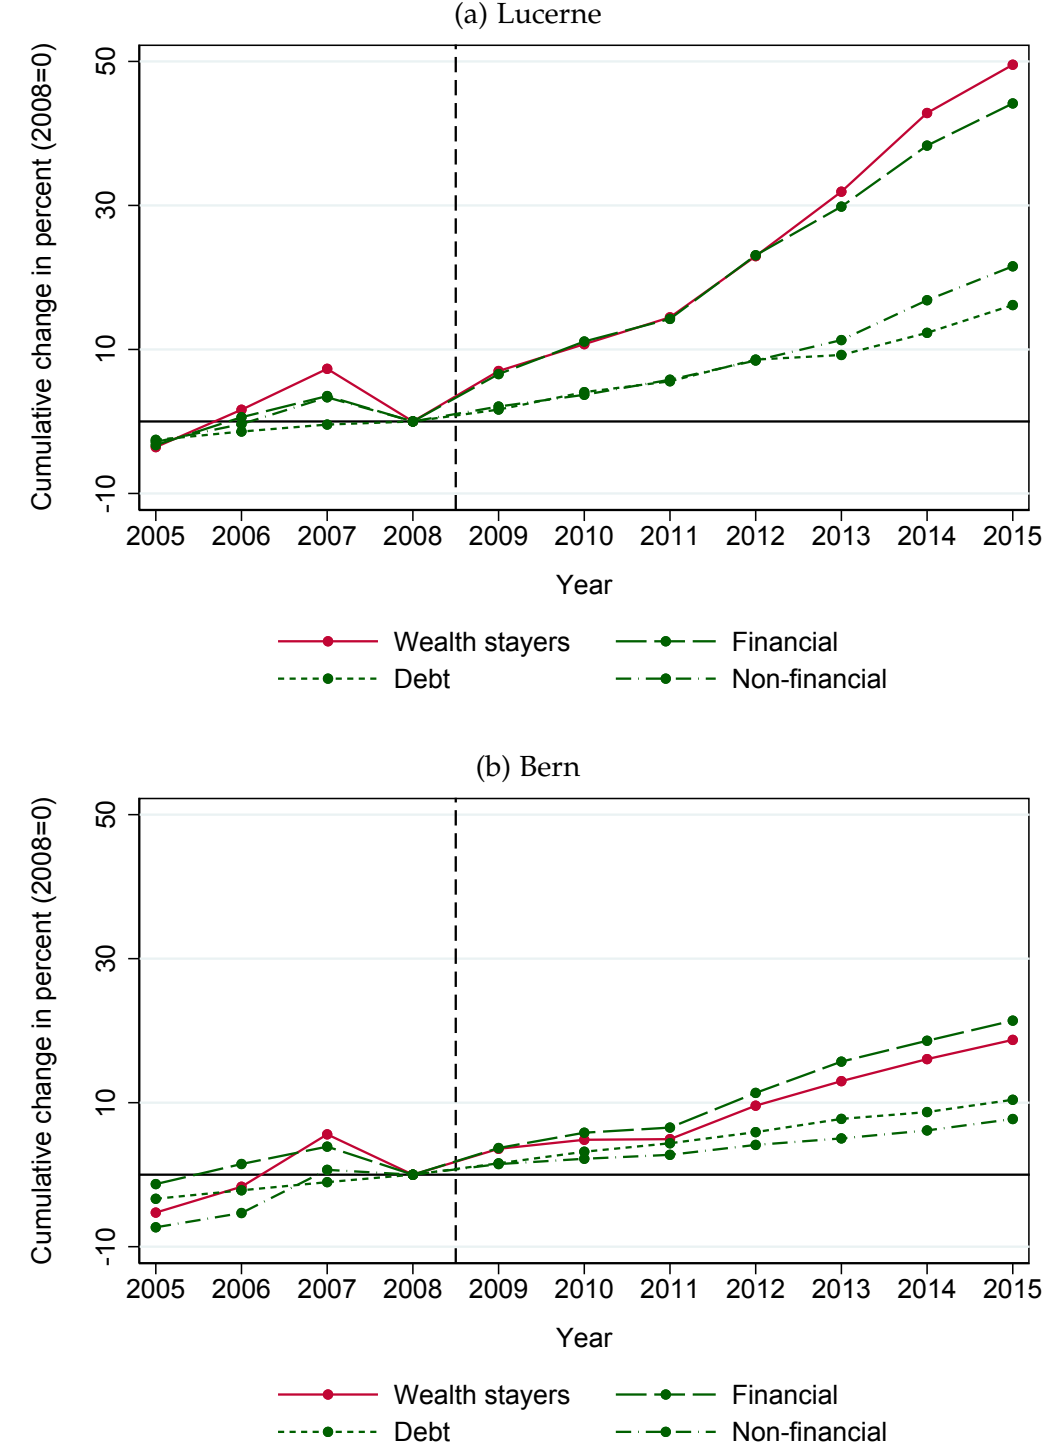 (a) Lucerne
Cumulative change in percent (2008=0)
50
30
10
-10
2005 2006 2007 2008 2009 2010 2011 2012 2013 2014 2015
Year
Wealth stayers Financial
Debt Non-financial
(b) Bern
Cumulative change in percent (2008=0)
50
30
10
-10
2005 2006 2007 2008 2009 2010 2011 2012 2013 2014 2015
Year
Wealth stayers Financial
Debt Non-financial